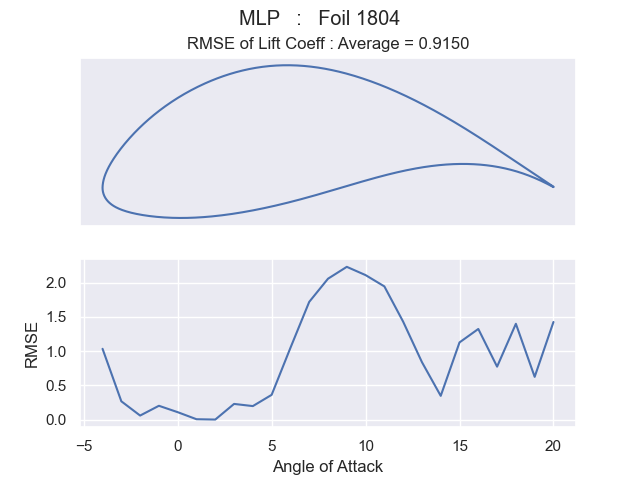 MLP   :   Foil 1804
RMSE of Lift Coeff : Average = 0.9150
2.0
1.5
1.0
0.5
0.0
RMSE
−5
0
5
10
15
20
Angle of Attack